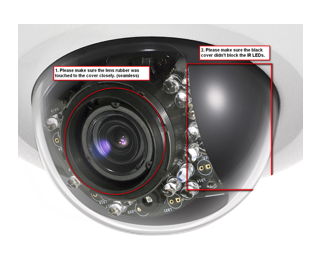 1. Please make sure the lens rubber was
touched to the cover closely. (seamless)
2. Please make sure the black
cover didn't block the IR LEDs.